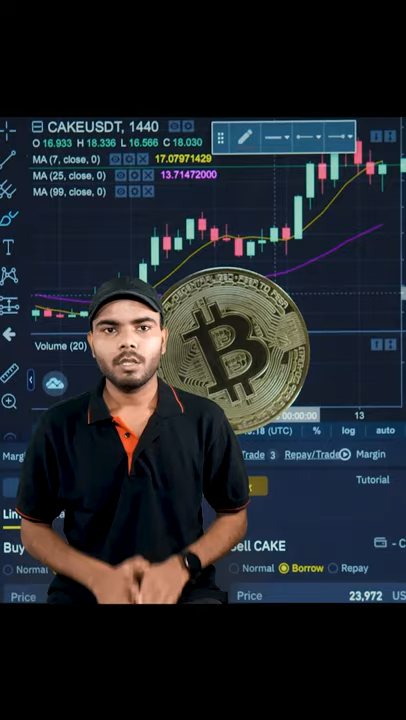 CAKEUSDT, 1440
O 16.933 H 18.336 L 16.566 C 18.030
MA (7, close, 0) 17.07971429
MA (25, close, 0) 13.71472000
MA (99, close, 0)
T
Volume (20)
00:00:00
13
(UTC) % log auto
Trade 3 Repay/Trade Margin
Tutorial
Buy
Sell CAKE
Normal
Normal Borrow Repay
Price
Price 23,972 US